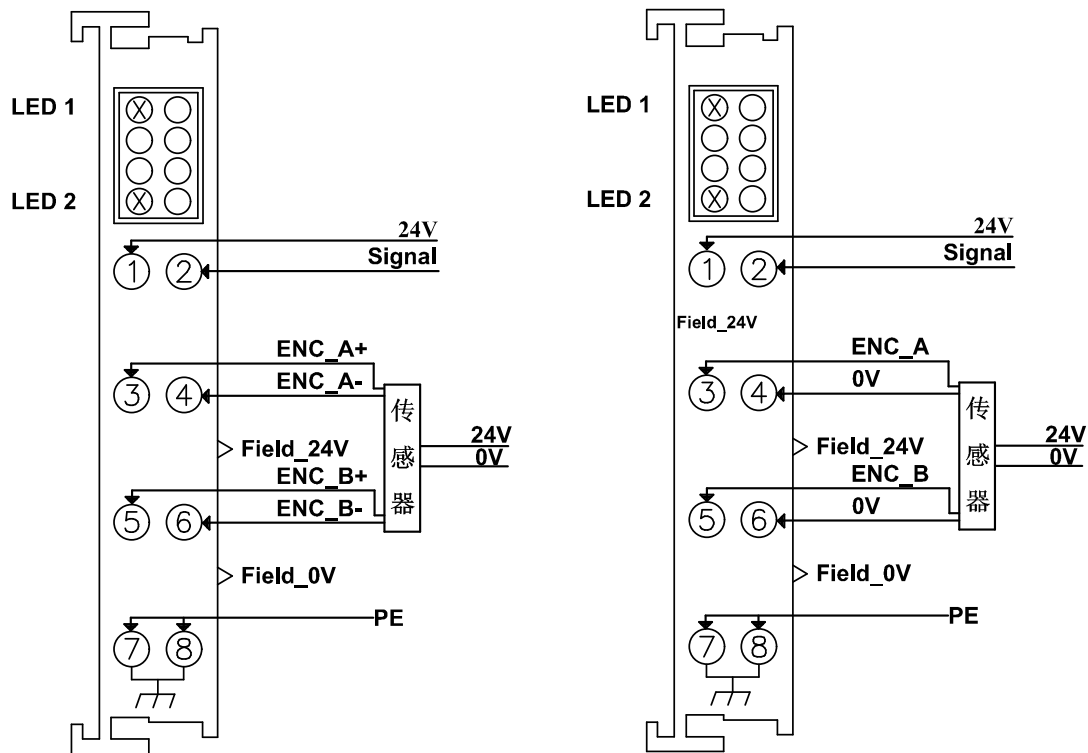 LED 1
LED 2
24V
Signal
1
2
ENC_A+
ENC_A-
3
4
传感器
24V
0V
Field_24V
ENC_B+
ENC_B-
5
6
Field_0V
PE
7
8
LED 1
LED 2
24V
Signal
1
2
Field_24V
ENC_A
0V
3
4
传感器
24V
0V
Field_24V
ENC_B
0V
5
6
Field_0V
PE
7
8